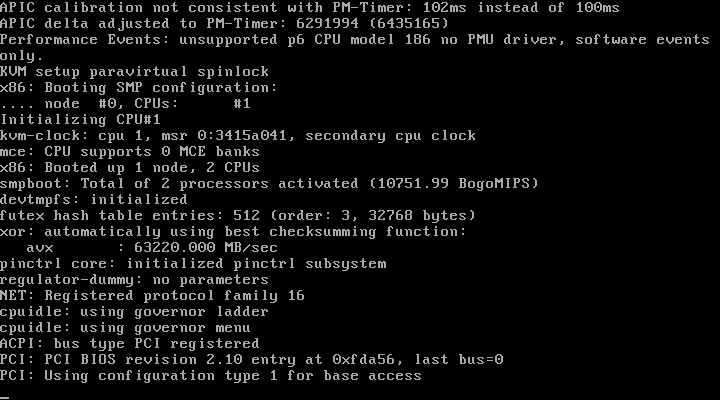 APIC calibration not consistent with PM-Timer: 102ms instead of 100ms
APIC delta adjusted to PM-Timer: 6291994 (6435165)
Performance Events: unsupported p6 CPU model 186 no PMU driver, software events
only.
KVM setup paravirtual spinlock
x86: Booting SMP configuration:
.... node  #0, CPUs:      #1
Initializing CPU#1
kvm-clock: cpu 1, msr 0:3415a041, secondary cpu clock
mce: CPU supports 0 MCE banks
x86: Booted up 1 node, 2 CPUs
smpboot: Total of 2 processors activated (10751.99 BogoMIPS)
devtmpfs: initialized
futex hash table entries: 512 (order: 3, 32768 bytes)
xor: automatically using best checksumming function:
   avx       : 63220.000 MB/sec
pinctrl core: initialized pinctrl subsystem
regulator-dummy: no parameters
NET: Registered protocol family 16
cpuidle: using governor ladder
cpuidle: using governor menu
ACPI: bus type PCI registered
PCI: PCI BIOS revision 2.10 entry at 0xfda56, last bus=0
PCI: Using configuration type 1 for base access